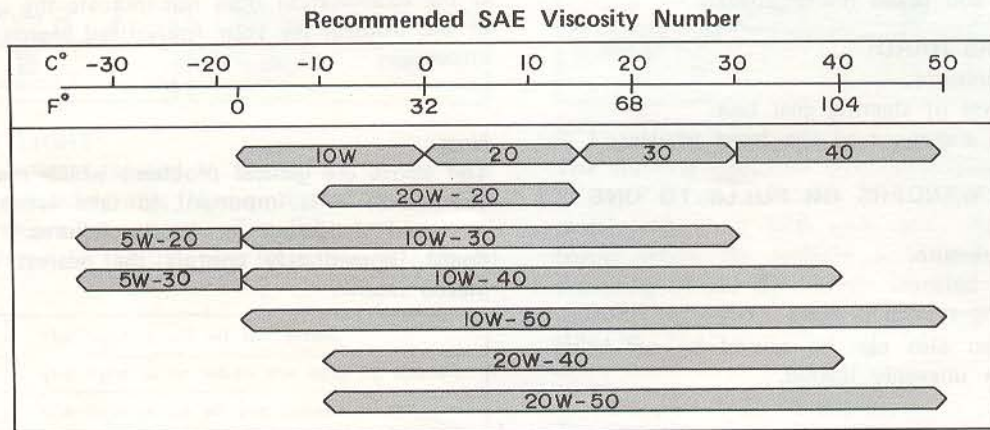 Recommended SAE Viscosity Number
C° -30 -20 -10 0 10 20 30 40 50
F° 0 32 68 104
10W 20 30 40
20W-20
5W-20 10W-30
5W-30 10W-40
10W-50
20W-40
20W-50